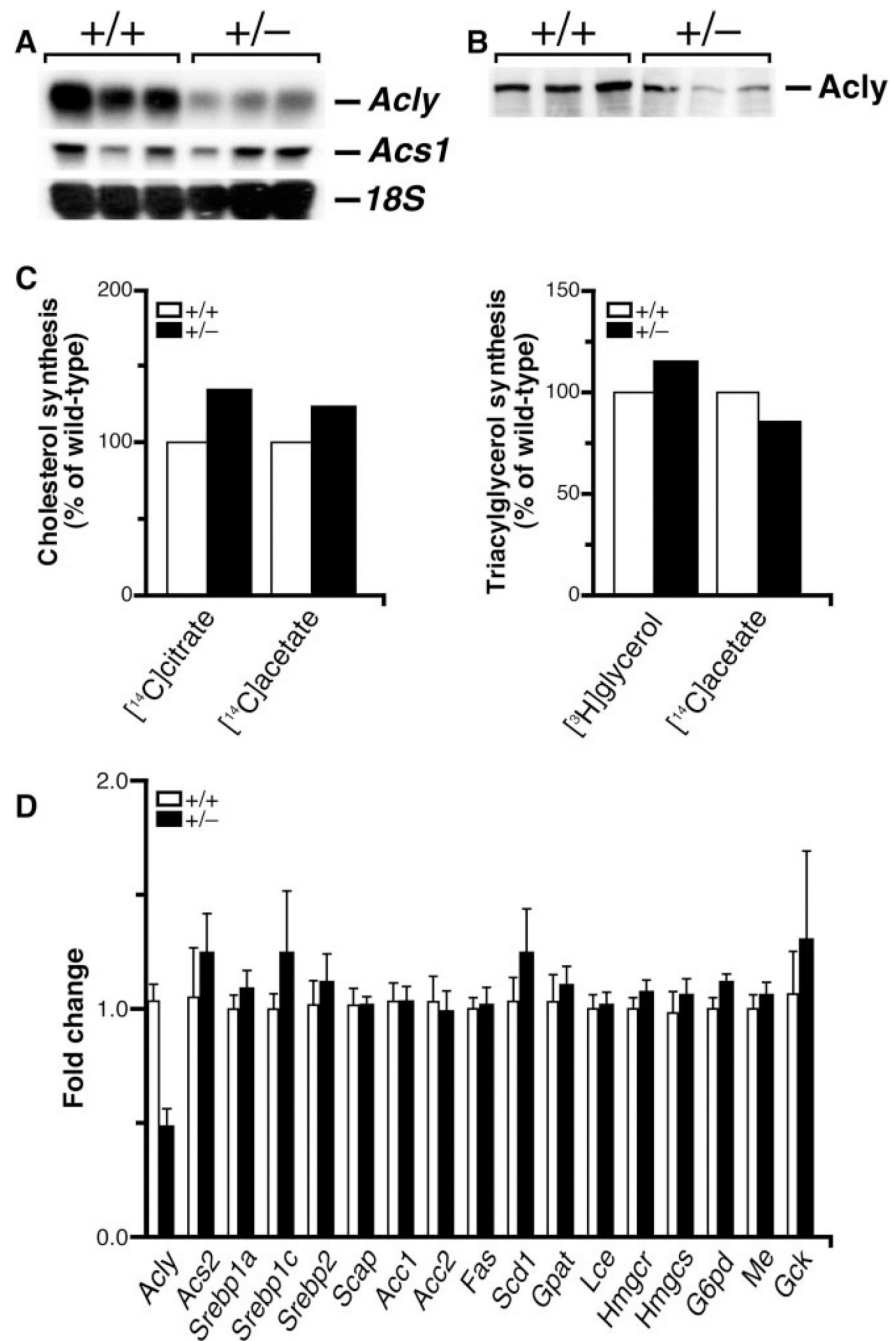 A
+/+ +/−
Acly
Acs1
18S
B
+/+ +/−
Acly
C
Cholesterol synthesis
(% of wild-type)
200
100
0
+/+
+/−
[¹⁴C]citrate
[¹⁴C]acetate
Triacylglycerol synthesis
(% of wild-type)
150
100
50
0
+/+
+/−
[³H]glycerol
[¹⁴C]acetate
D
Fold change
2.0
1.0
0.0
+/+
+/−
Acly
Acs2
Srebp1a
Srebp1c
Srebp2
Scap
Acc1
Acc2
Fas
Scd1
Gpat
Lce
Hmgcr
Hmgcs
G6pd
Me
Gck